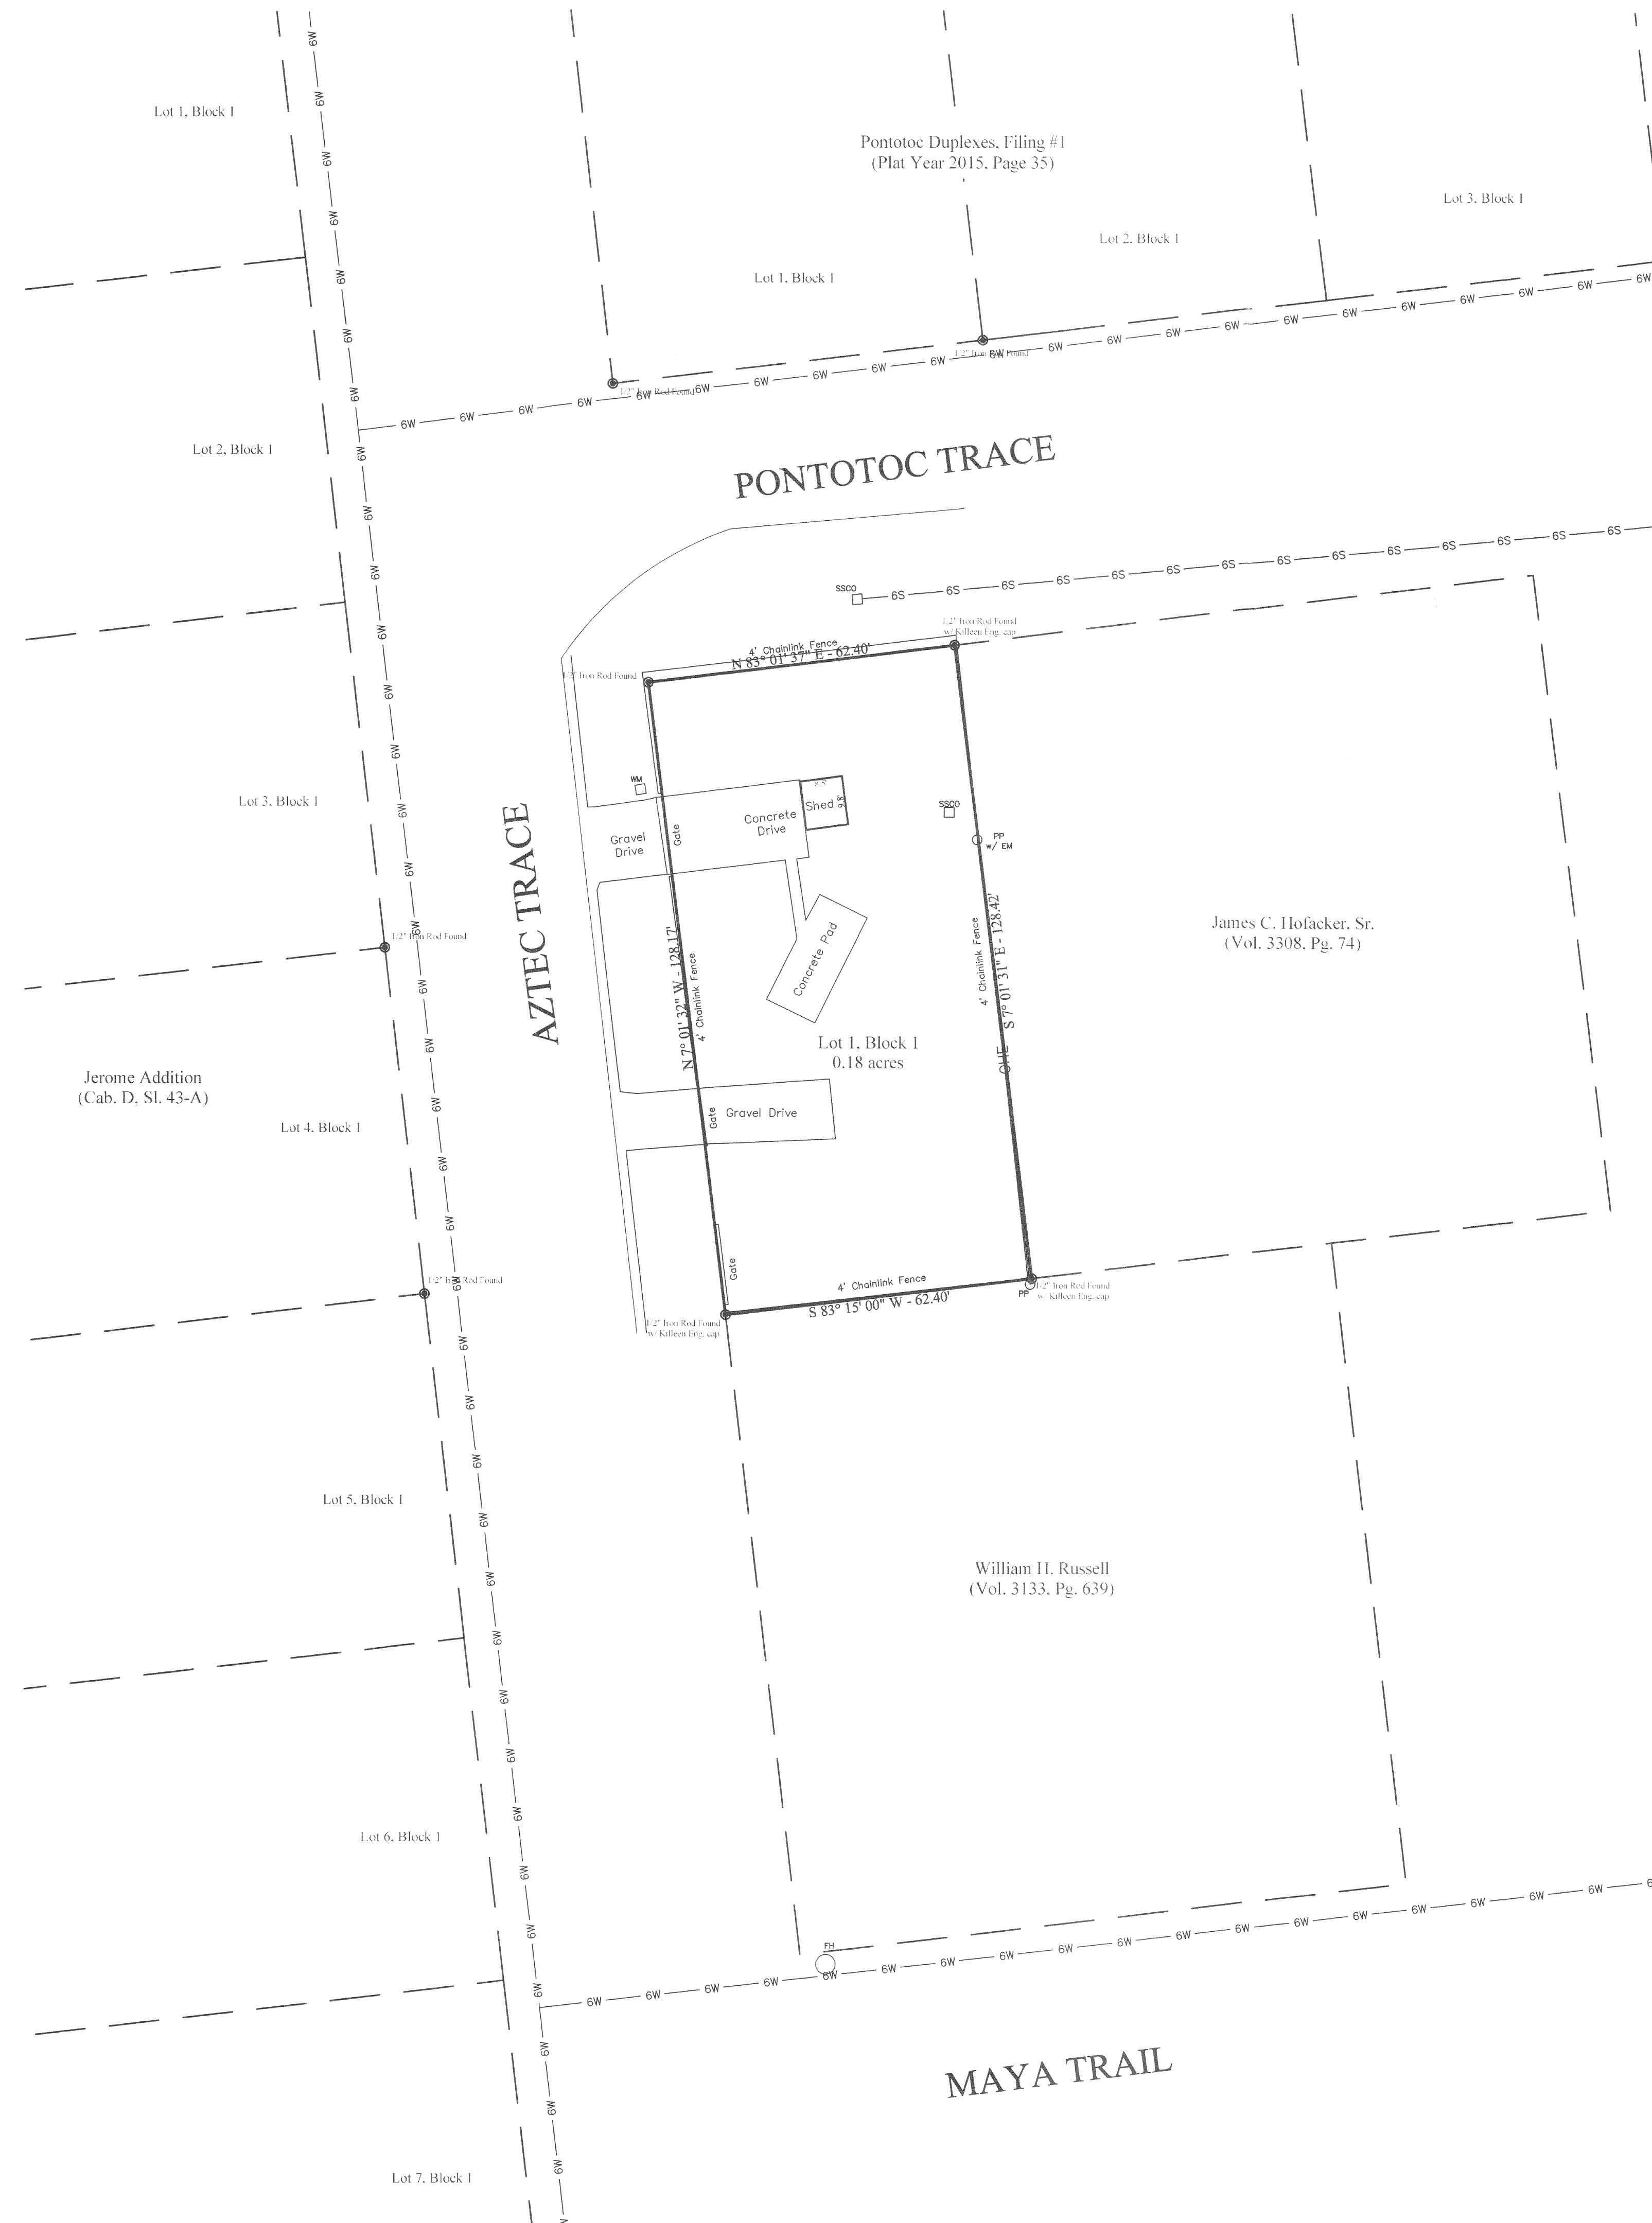 Lot 1, Block 1
Pontotoc Duplexes, Filing #1
(Plat Year 2015, Page 35)
Lot 3, Block 1
Lot 2, Block 1
Lot 1, Block 1
6W
1/2" Iron Rod Found
1/2" Iron Rod Found
Lot 2, Block 1
PONTOTOC TRACE
6S
SSCO
1/2" Iron Rod Found
w/ Killeen Eng. cap
4' Chainlink Fence
N 83° 01' 37" E - 62.40'
1/2" Iron Rod Found
WM
Lot 3, Block 1
AZTEC TRACE
Gravel
Drive
Gate
Concrete
Drive
8.5'
Shed
9.8'
SSCO
PP
w/ EM
1/2" Iron Rod Found
Concrete Pad
N 7° 01' 32" W - 128.17'
4' Chainlink Fence
4' Chainlink Fence
S 7° 01' 31" E - 128.42'
OHE
James C. Hofacker, Sr.
(Vol. 3308, Pg. 74)
Lot 1, Block 1
0.18 acres
Jerome Addition
(Cab. D, Sl. 43-A)
Lot 4, Block 1
Gate
Gravel Drive
Gate
1/2" Iron Rod Found
4' Chainlink Fence
S 83° 15' 00" W - 62.40'
PP
1/2" Iron Rod Found
w/ Killeen Eng. cap
1/2" Iron Rod Found
w/ Killeen Eng. cap
Lot 5, Block 1
William H. Russell
(Vol. 3133, Pg. 639)
Lot 6, Block 1
FH
6W
MAYA TRAIL
Lot 7, Block 1